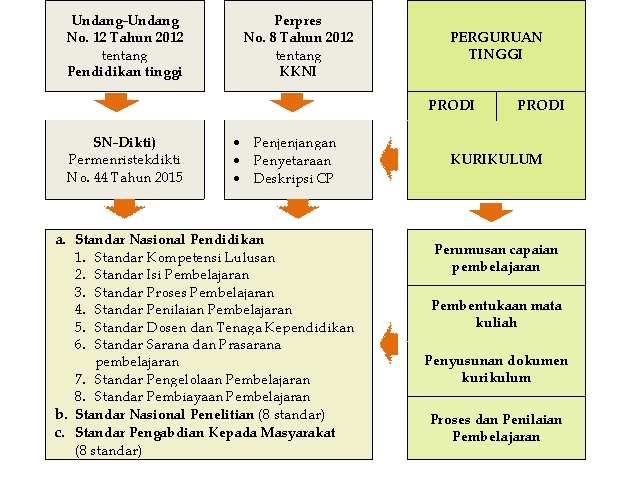 Undang-Undang
No. 12 Tahun 2012
tentang
Pendidikan tinggi
Perpres
No. 8 Tahun 2012
tentang
KKNI
PERGURUAN
TINGGI
PRODI
PRODI
KURIKULUM
SN-Dikti)
Permenristekdikti
No. 44 Tahun 2015
• Penjenjangan
• Penyetaraan
• Deskripsi CP
a. Standar Nasional Pendidikan
1. Standar Kompetensi Lulusan
2. Standar Isi Pembelajaran
3. Standar Proses Pembelajaran
4. Standar Penilaian Pembelajaran
5. Standar Dosen dan Tenaga Kependidikan
6. Standar Sarana dan Prasarana
pembelajaran
7. Standar Pengelolaan Pembelajaran
8. Standar Pembiayaan Pembelajaran
b. Standar Nasional Penelitian (8 standar)
c. Standar Pengabdian Kepada Masyarakat
(8 standar)
Perumusan capaian
pembelajaran
Pembentukaan mata
kuliah
Penyusunan dokumen
kurikulum
Proses dan Penilaian
Pembelajaran